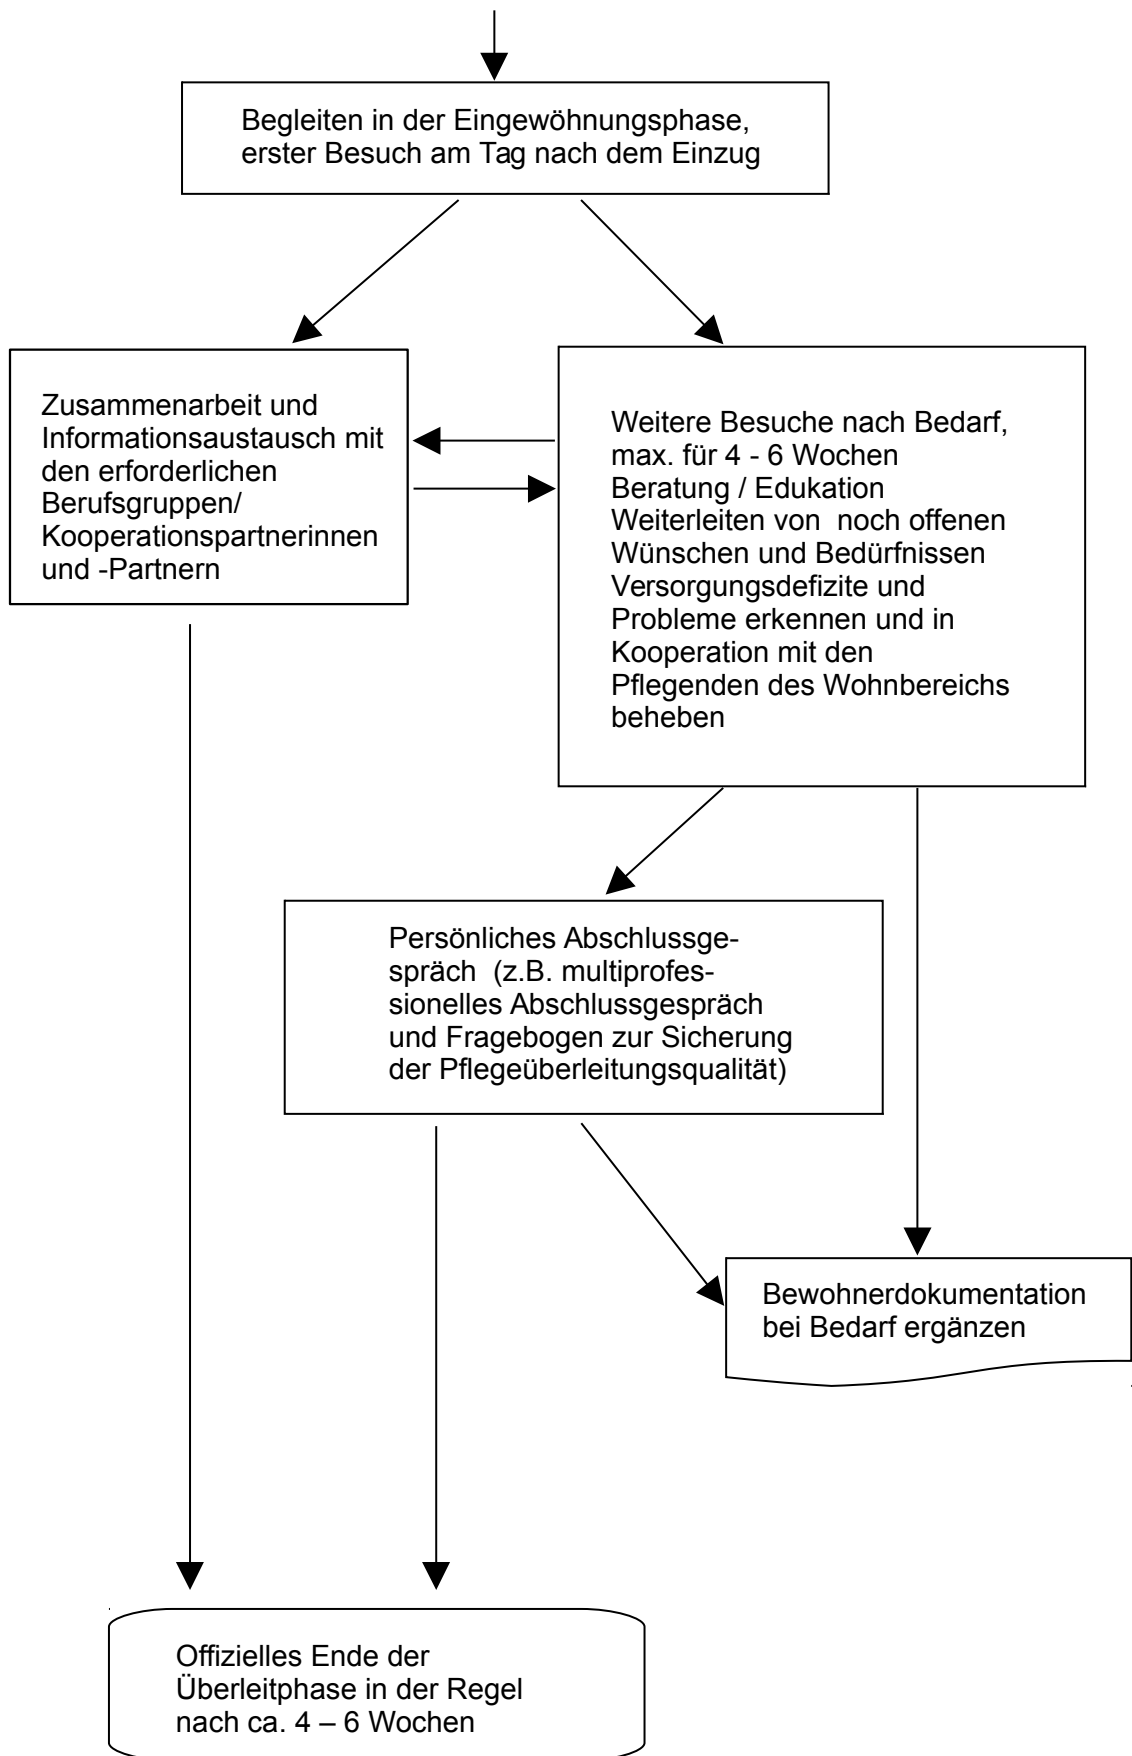 Begleiten in der Eingewöhnungsphase,
erster Besuch am Tag nach dem Einzug
Zusammenarbeit und
Informationsaustausch mit
den erforderlichen
Berufsgruppen/
Kooperationspartnerinnen
und -Partnern
Weitere Besuche nach Bedarf,
max. für 4 - 6 Wochen
Beratung / Edukation
Weiterleiten von  noch offenen
Wünschen und Bedürfnissen
Versorgungsdefizite und
Probleme erkennen und in
Kooperation mit den
Pflegenden des Wohnbereichs
beheben
Persönliches Abschlussge-
spräch  (z.B. multiprofes-
sionelles Abschlussgespräch
und Fragebogen zur Sicherung
der Pflegeüberleitungsqualität)
Bewohnerdokumentation
bei Bedarf ergänzen
Offizielles Ende der
Überleitphase in der Regel
nach ca. 4 – 6 Wochen